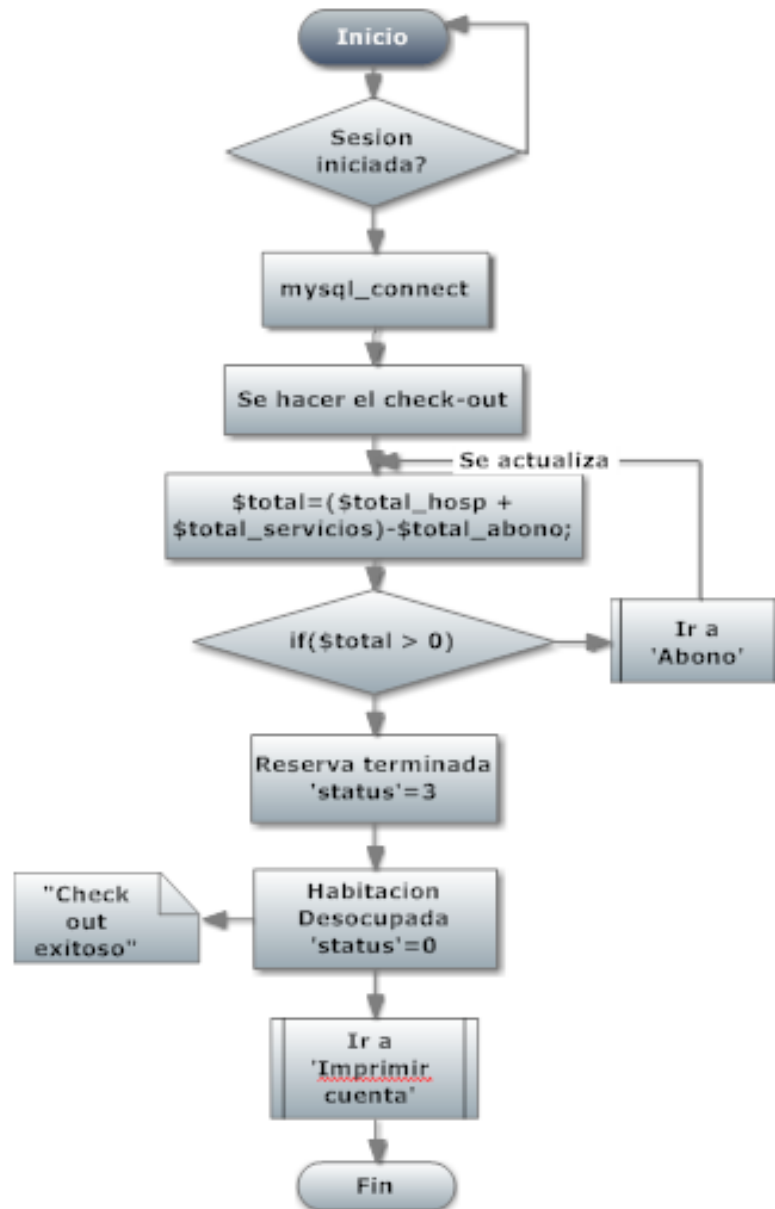 Inicio
Sesion
iniciada?
mysql_connect
Se hacer el check-out
Se actualiza
$total=($total_hosp +
$total_servicios)-$total_abono;
if($total > 0)
Ir a
'Abono'
Reserva terminada
'status'=3
Habitacion
Desocupada
'status'=0
"Check
out
exitoso"
Ir a
'Imprimir
cuenta'
Fin